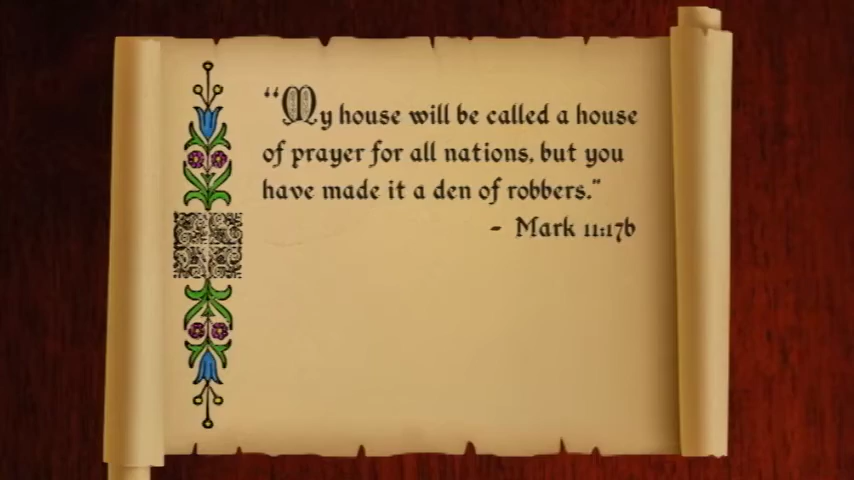 “My house will be called a house
of prayer for all nations, but you
have made it a den of robbers.”
- Mark 11:17b